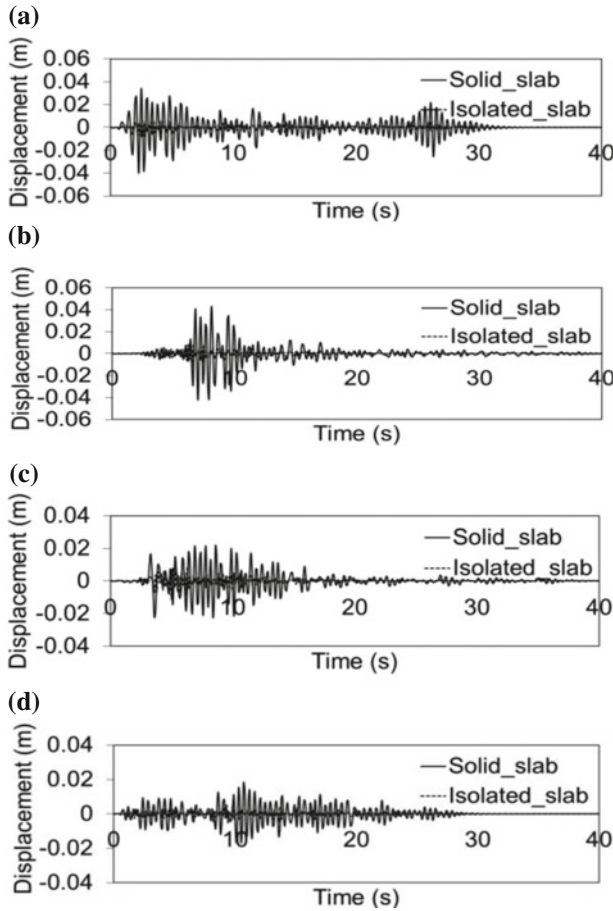 (a)
Displacement (m)
0.06
0.04
0.02
0
-0.02
-0.04
-0.06
Solid_slab
Isolated_slab
0 10 20 30 40
Time (s)
(b)
Displacement (m)
0.06
0.04
0.02
0
-0.02
-0.04
-0.06
Solid_slab
Isolated_slab
0 10 20 30 40
Time (s)
(c)
Displacement (m)
0.04
0.02
0
-0.02
-0.04
Solid_slab
Isolated_slab
0 10 20 30 40
Time (s)
(d)
Displacement (m)
0.04
0.02
0
-0.02
-0.04
Solid_slab
Isolated_slab
0 10 20 30 40
Time (s)